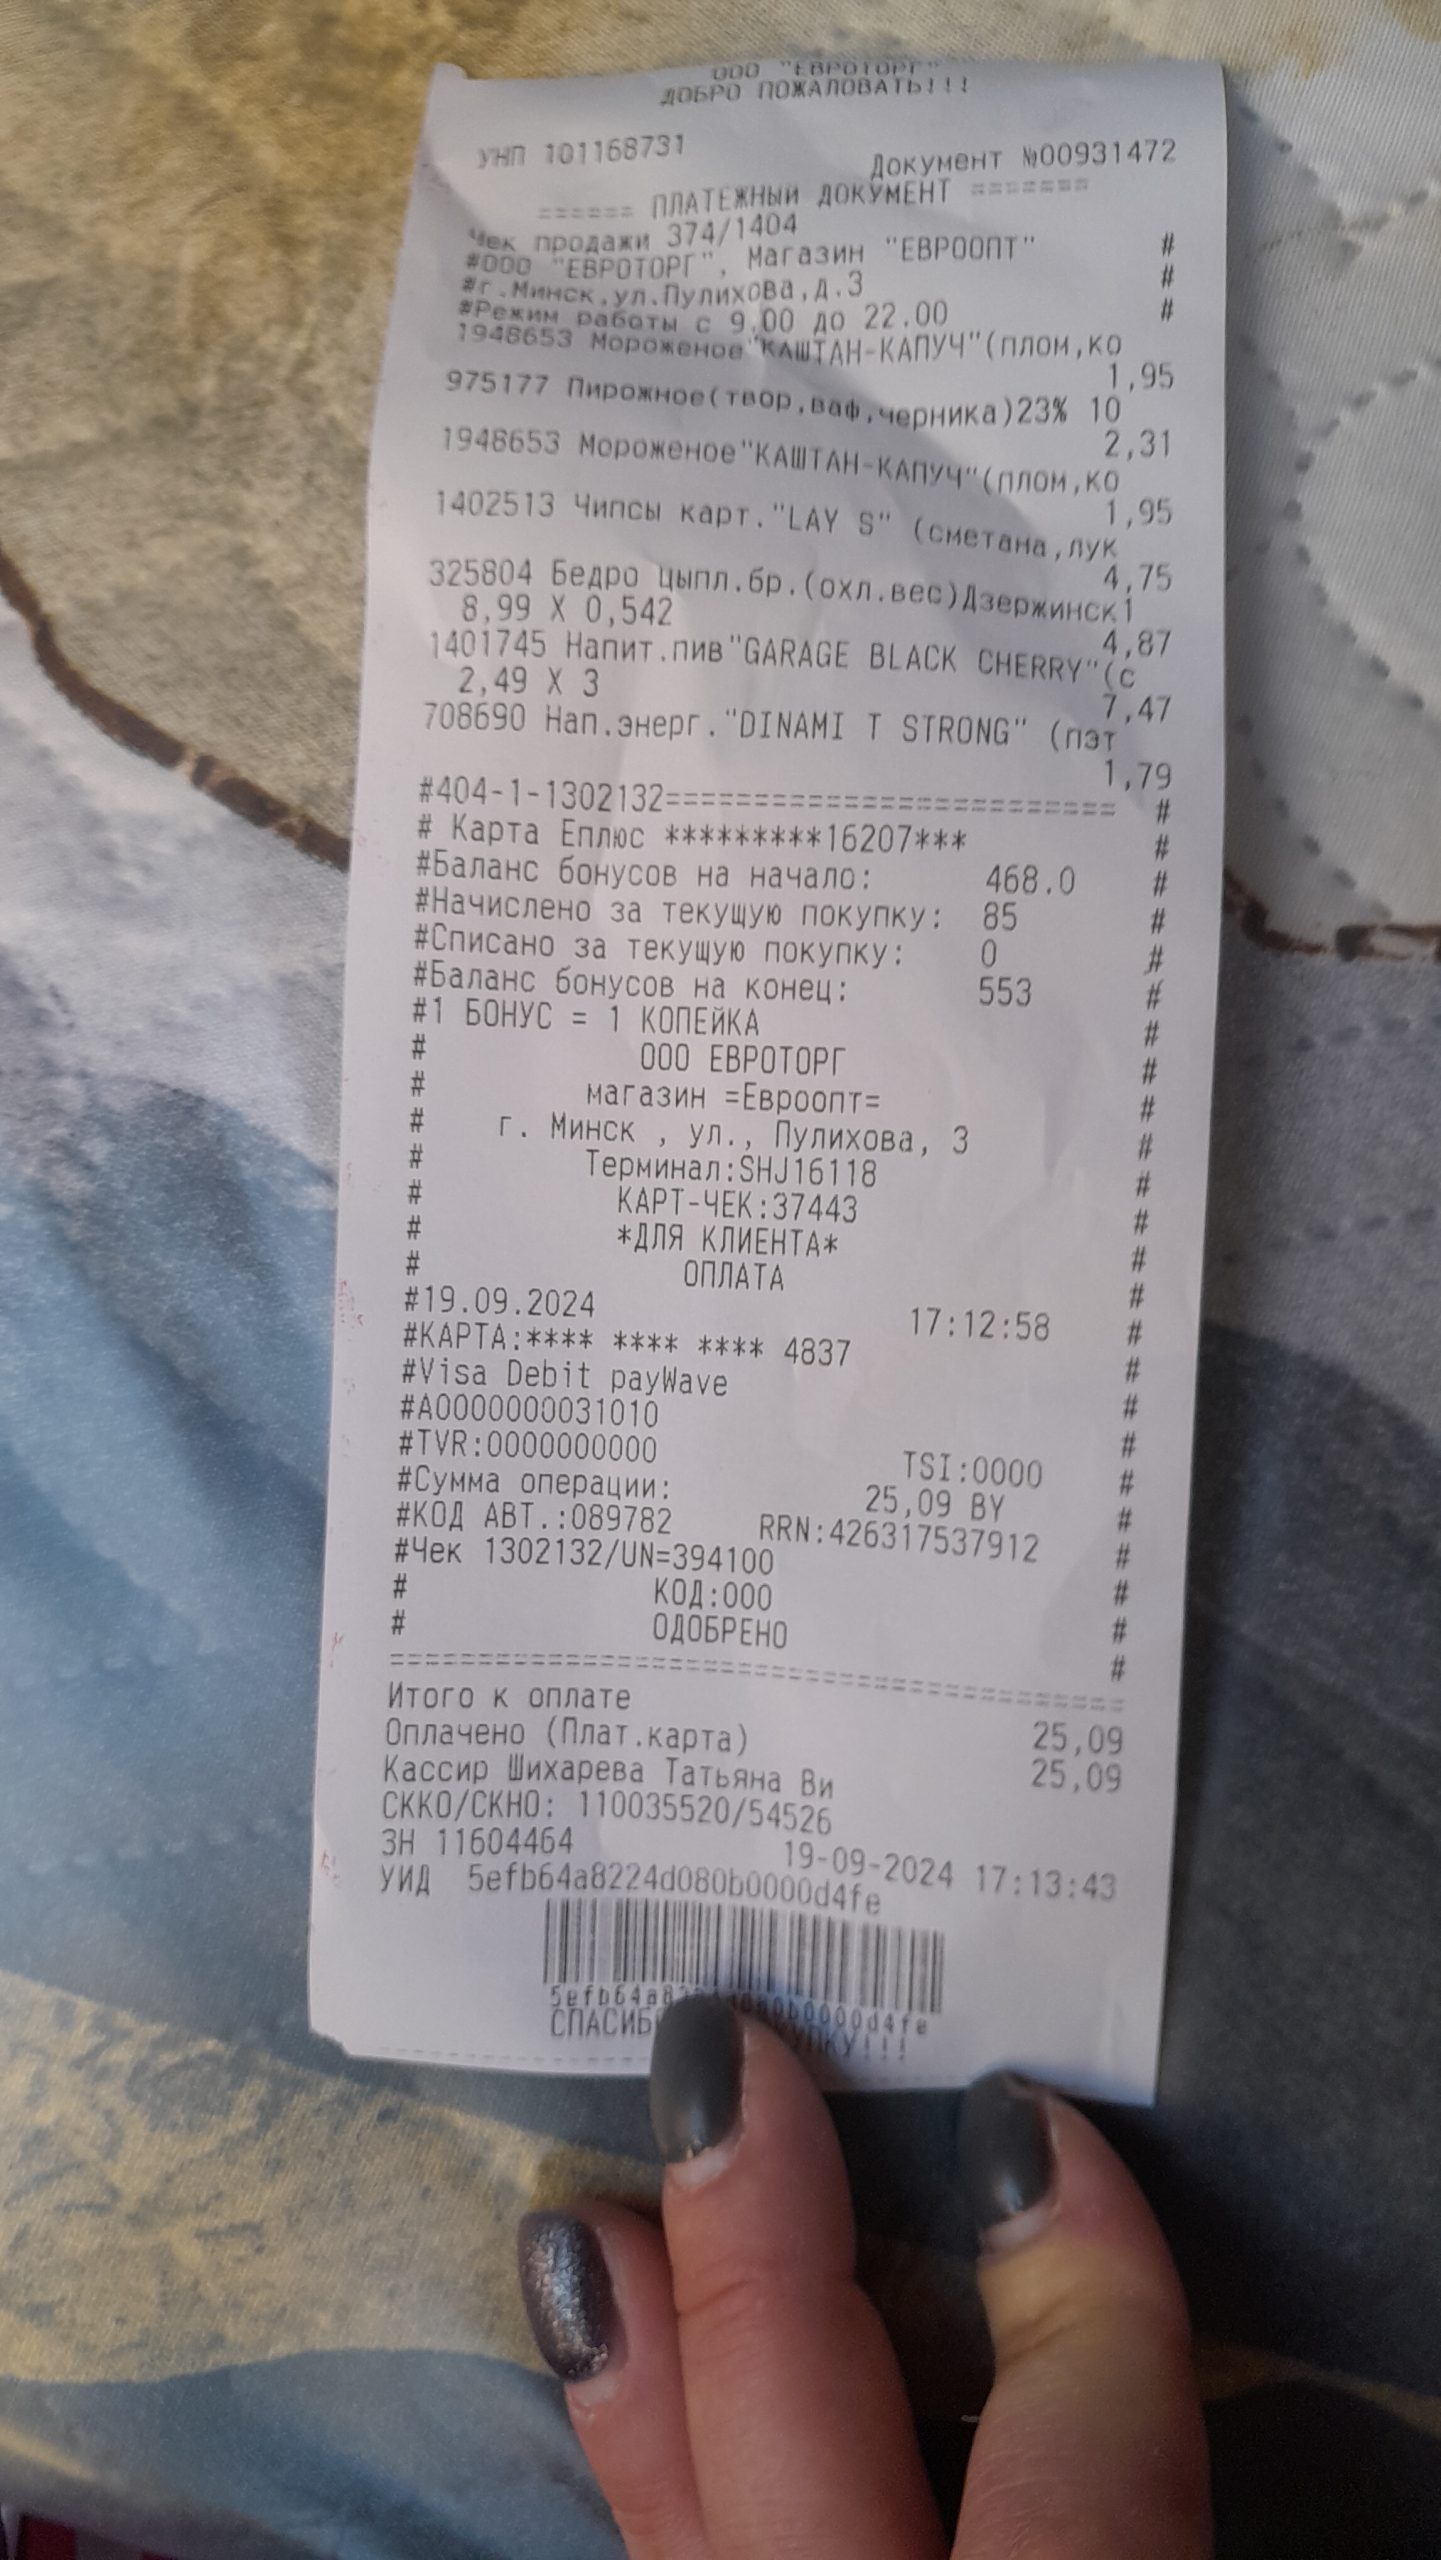 ООО "ЕВРОТОРГ"
ДОБРО ПОЖАЛОВАТЬ!!!
УНП 101168731 Документ №00931472
====== ПЛАТЕЖНЫЙ ДОКУМЕНТ =======
Чек продажи 374/1404
#ООО "ЕВРОТОРГ", Магазин "ЕВРООПТ" #
#г.Минск,ул.Пулихова,д.3 #
#Режим работы с 9.00 до 22.00 #
1948653 Мороженое"КАШТАН-КАПУЧ"(плом,ко
1,95
975177 Пирожное(твор,ваф,черника)23% 10
2,31
1948653 Мороженое"КАШТАН-КАПУЧ"(плом,ко
1,95
1402513 Чипсы карт."LAY S" (сметана,лук
4,75
325804 Бедро цыпл.бр.(охл.вес)Дзержинск1
8,99 X 0,542 4,87
1401745 Напит.пив"GARAGE BLACK CHERRY"(с
2,49 X 3 7,47
708690 Нап.энерг."DINAMI T STRONG" (пэт
1,79
#404-1-1302132========================== #
# Карта Еплюс *********16207*** #
#Баланс бонусов на начало: 468.0 #
#Начислено за текущую покупку: 85 #
#Списано за текущую покупку: 0 #
#Баланс бонусов на конец: 553 #
#1 БОНУС = 1 КОПЕЙКА #
# ООО ЕВРОТОРГ #
# магазин =Евроопт= #
# г. Минск , ул., Пулихова, 3 #
# Терминал:SHJ16118 #
# КАРТ-ЧЕК:37443 #
# *ДЛЯ КЛИЕНТА* #
# ОПЛАТА #
#19.09.2024 17:12:58 #
#КАРТА:**** **** **** 4837 #
#Visa Debit payWave #
#A0000000031010 #
#TVR:0000000000 TSI:0000 #
#Сумма операции: 25,09 BY #
#КОД АВТ.:089782 RRN:426317537912 #
#Чек 1302132/UN=394100 #
# КОД:000 #
# ОДОБРЕНО #
==========================================
Итого к оплате 25,09
Оплачено (Плат.карта) 25,09
Кассир Шихарева Татьяна Ви
СККО/СКНО: 110035520/54526
ЗН 11604464 19-09-2024 17:13:43
УИД 5efb64a8224d080b0000d4fe